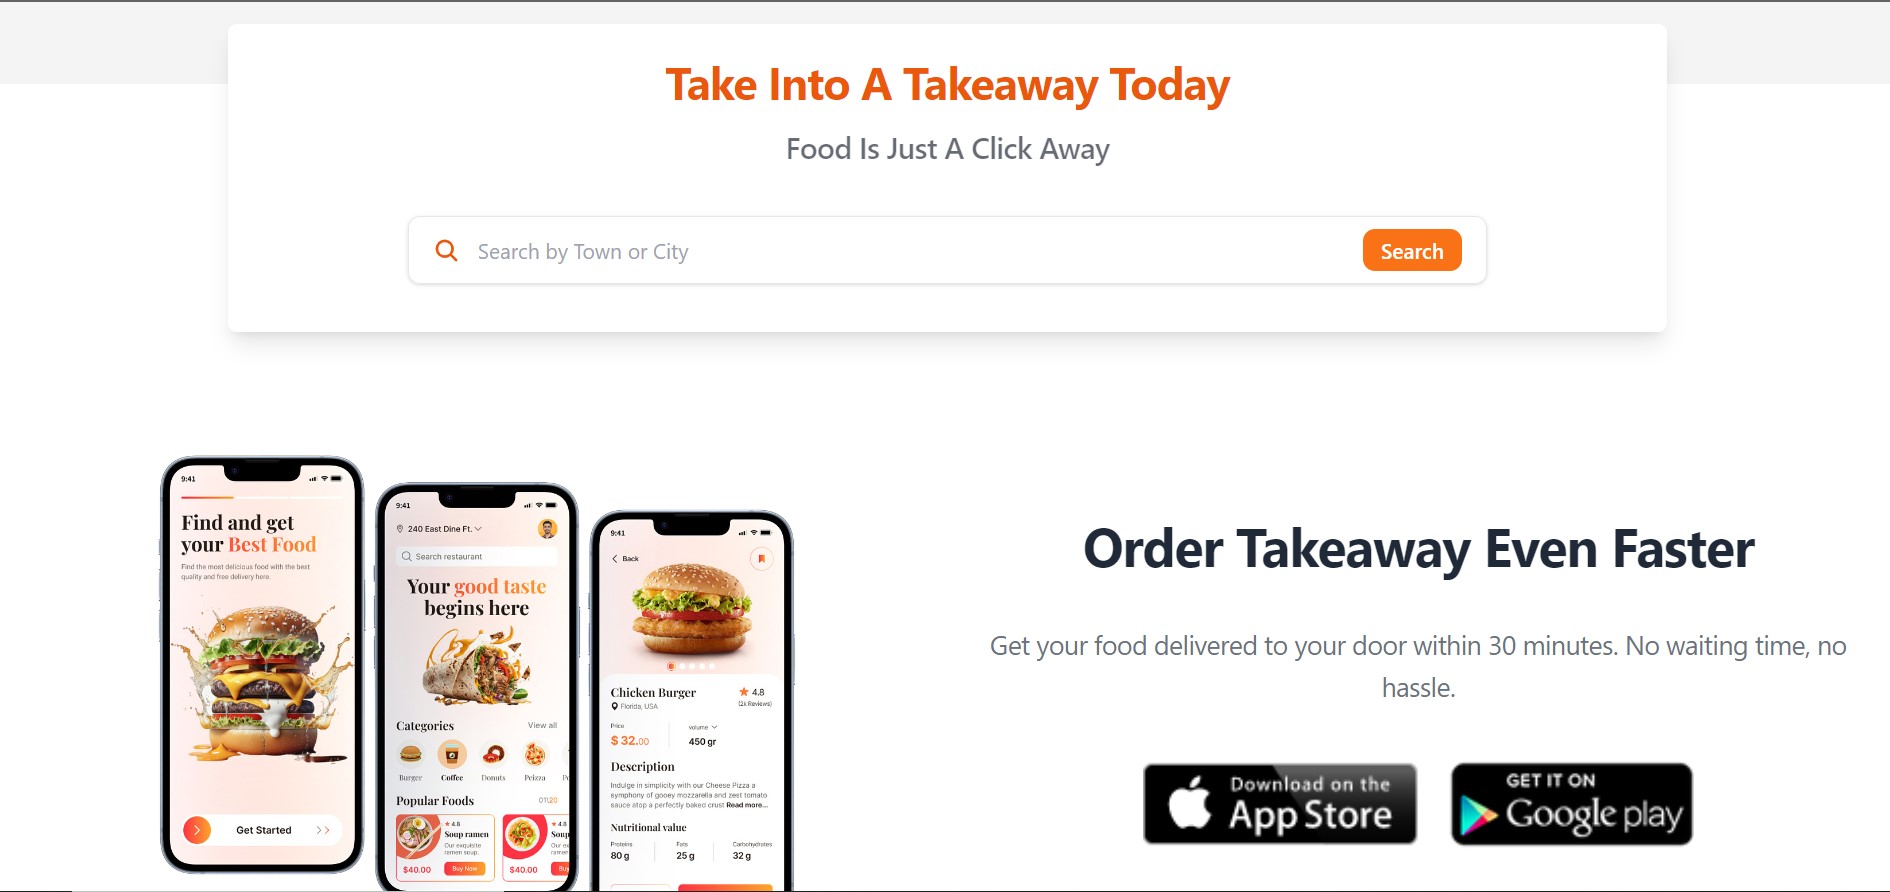 Take Into A Takeaway Today
Food Is Just A Click Away
Search by Town or City
Search
9:41
Find and get
your Best Food
Find the most delicious food with the best
quality and free delivery here.
Get Started
9:41
240 East Dine Ft.
Search restaurant
Your good taste
begins here
Categories
View all
Burger
Coffee
Donuts
Peizza
Popular Foods
01\20
4.8
Soup ramen
Our exquisite
ramen soup.
$40.00
Buy Now
4.8
Soup
Our ex
ramen
$40.00
9:41
Back
Chicken Burger
4.8
Florida, USA
(2k Reviews)
Price
volume
$ 32.00
450 gr
Description
Indulge in simplicity with our Cheese Pizza a
symphony of gooey mozzarella and zest tomato
sauce atop a perfectly baked crust Read more...
Nutritional value
Proteins
Fats
Carbohydrates
80 g
25 g
32 g
Order Takeaway Even Faster
Get your food delivered to your door within 30 minutes. No waiting time, no
hassle.
Download on the
App Store
GET IT ON
Google play